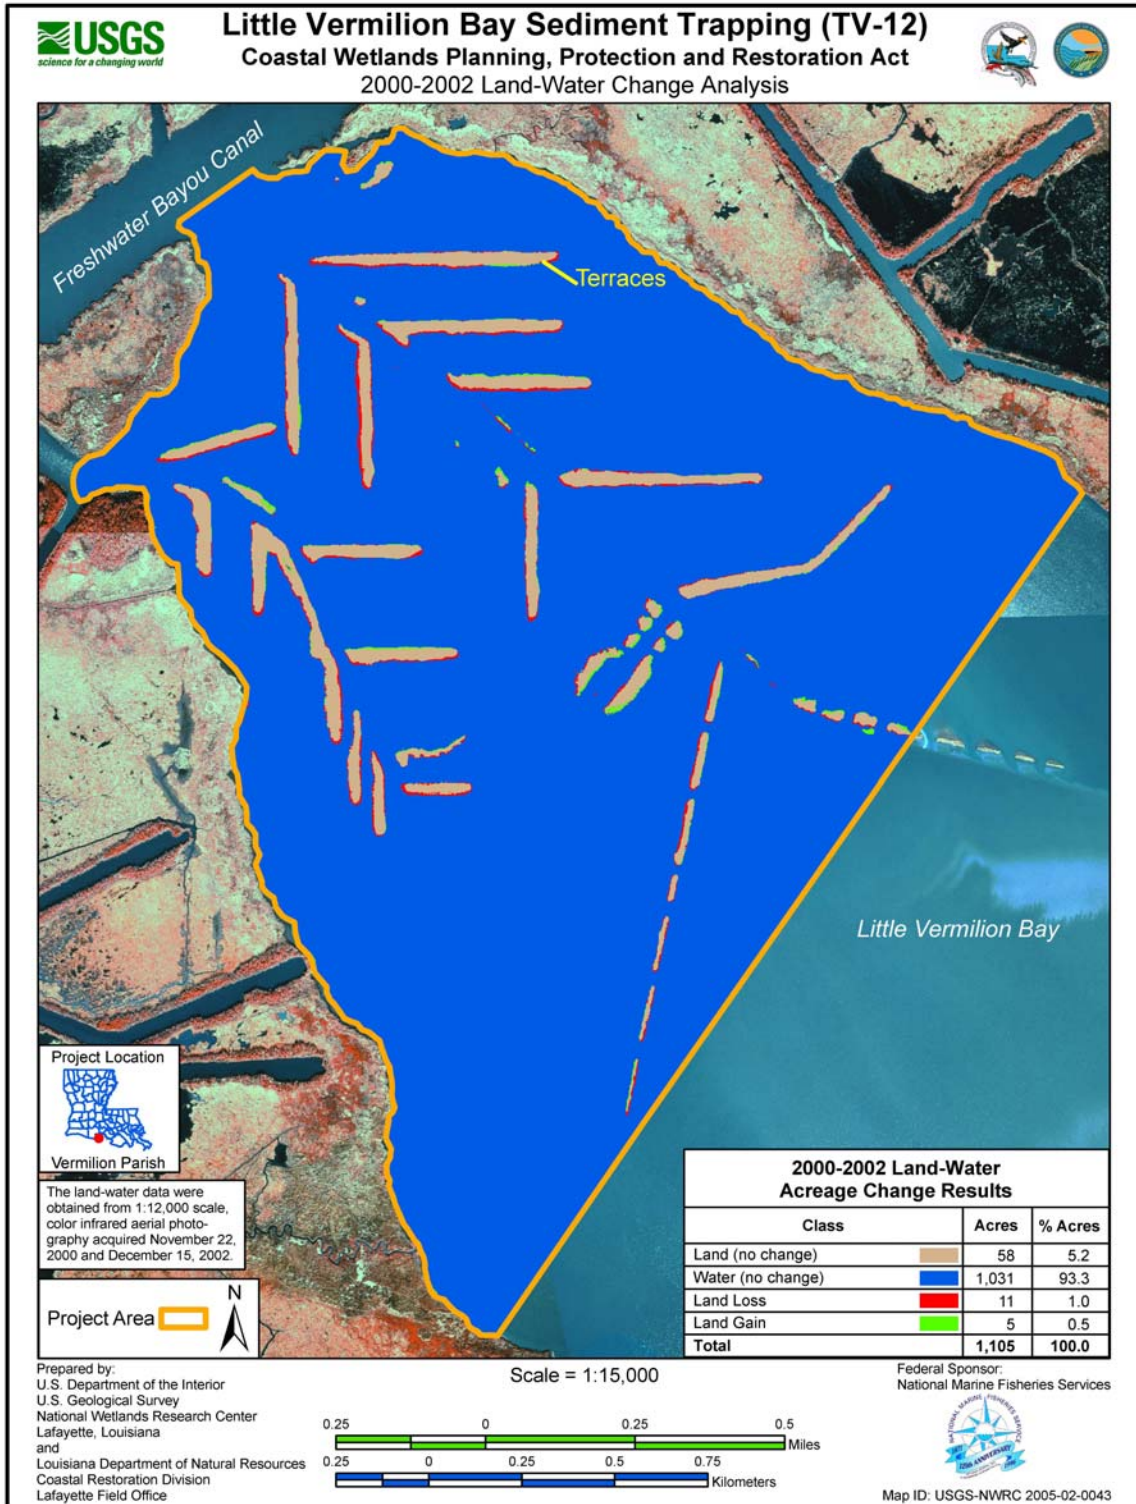 USGS
science for a changing world
Little Vermilion Bay Sediment Trapping (TV-12)
Coastal Wetlands Planning, Protection and Restoration Act
2000-2002 Land-Water Change Analysis
Freshwater Bayou Canal
Terraces
Little Vermilion Bay
Project Location
Vermilion Parish
The land-water data were
obtained from 1:12,000 scale,
color infrared aerial photo-
graphy acquired November 22,
2000 and December 15, 2002.
Project Area
N
2000-2002 Land-Water
Acreage Change Results
Class Acres % Acres
Land (no change) 58 5.2
Water (no change) 1,031 93.3
Land Loss 11 1.0
Land Gain 5 0.5
Total 1,105 100.0
Prepared by:
U.S. Department of the Interior
U.S. Geological Survey
National Wetlands Research Center
Lafayette, Louisiana
and
Louisiana Department of Natural Resources
Coastal Restoration Division
Lafayette Field Office
Scale = 1:15,000
0.25 0 0.25 0.5
Miles
0.25 0 0.25 0.5 0.75
Kilometers
Federal Sponsor:
National Marine Fisheries Services
NATIONAL MARINE FISHERIES SERVICE
125th ANNIVERSARY
Map ID: USGS-NWRC 2005-02-0043